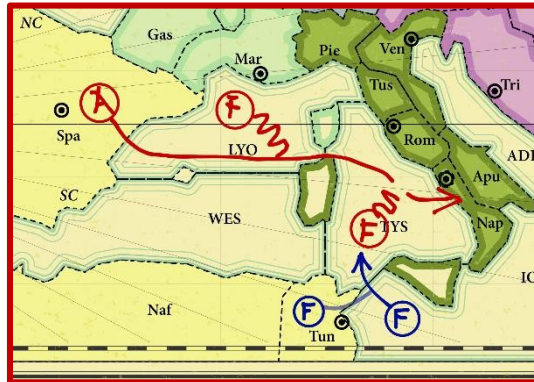 NC
Gas
Mar
Pie
Ven
Tus
Tri
A
F
Spa
LYO
Rom
ADR
SC
WES
Apu
F
TYS
Nap
IO
Naf
F
F
Tun